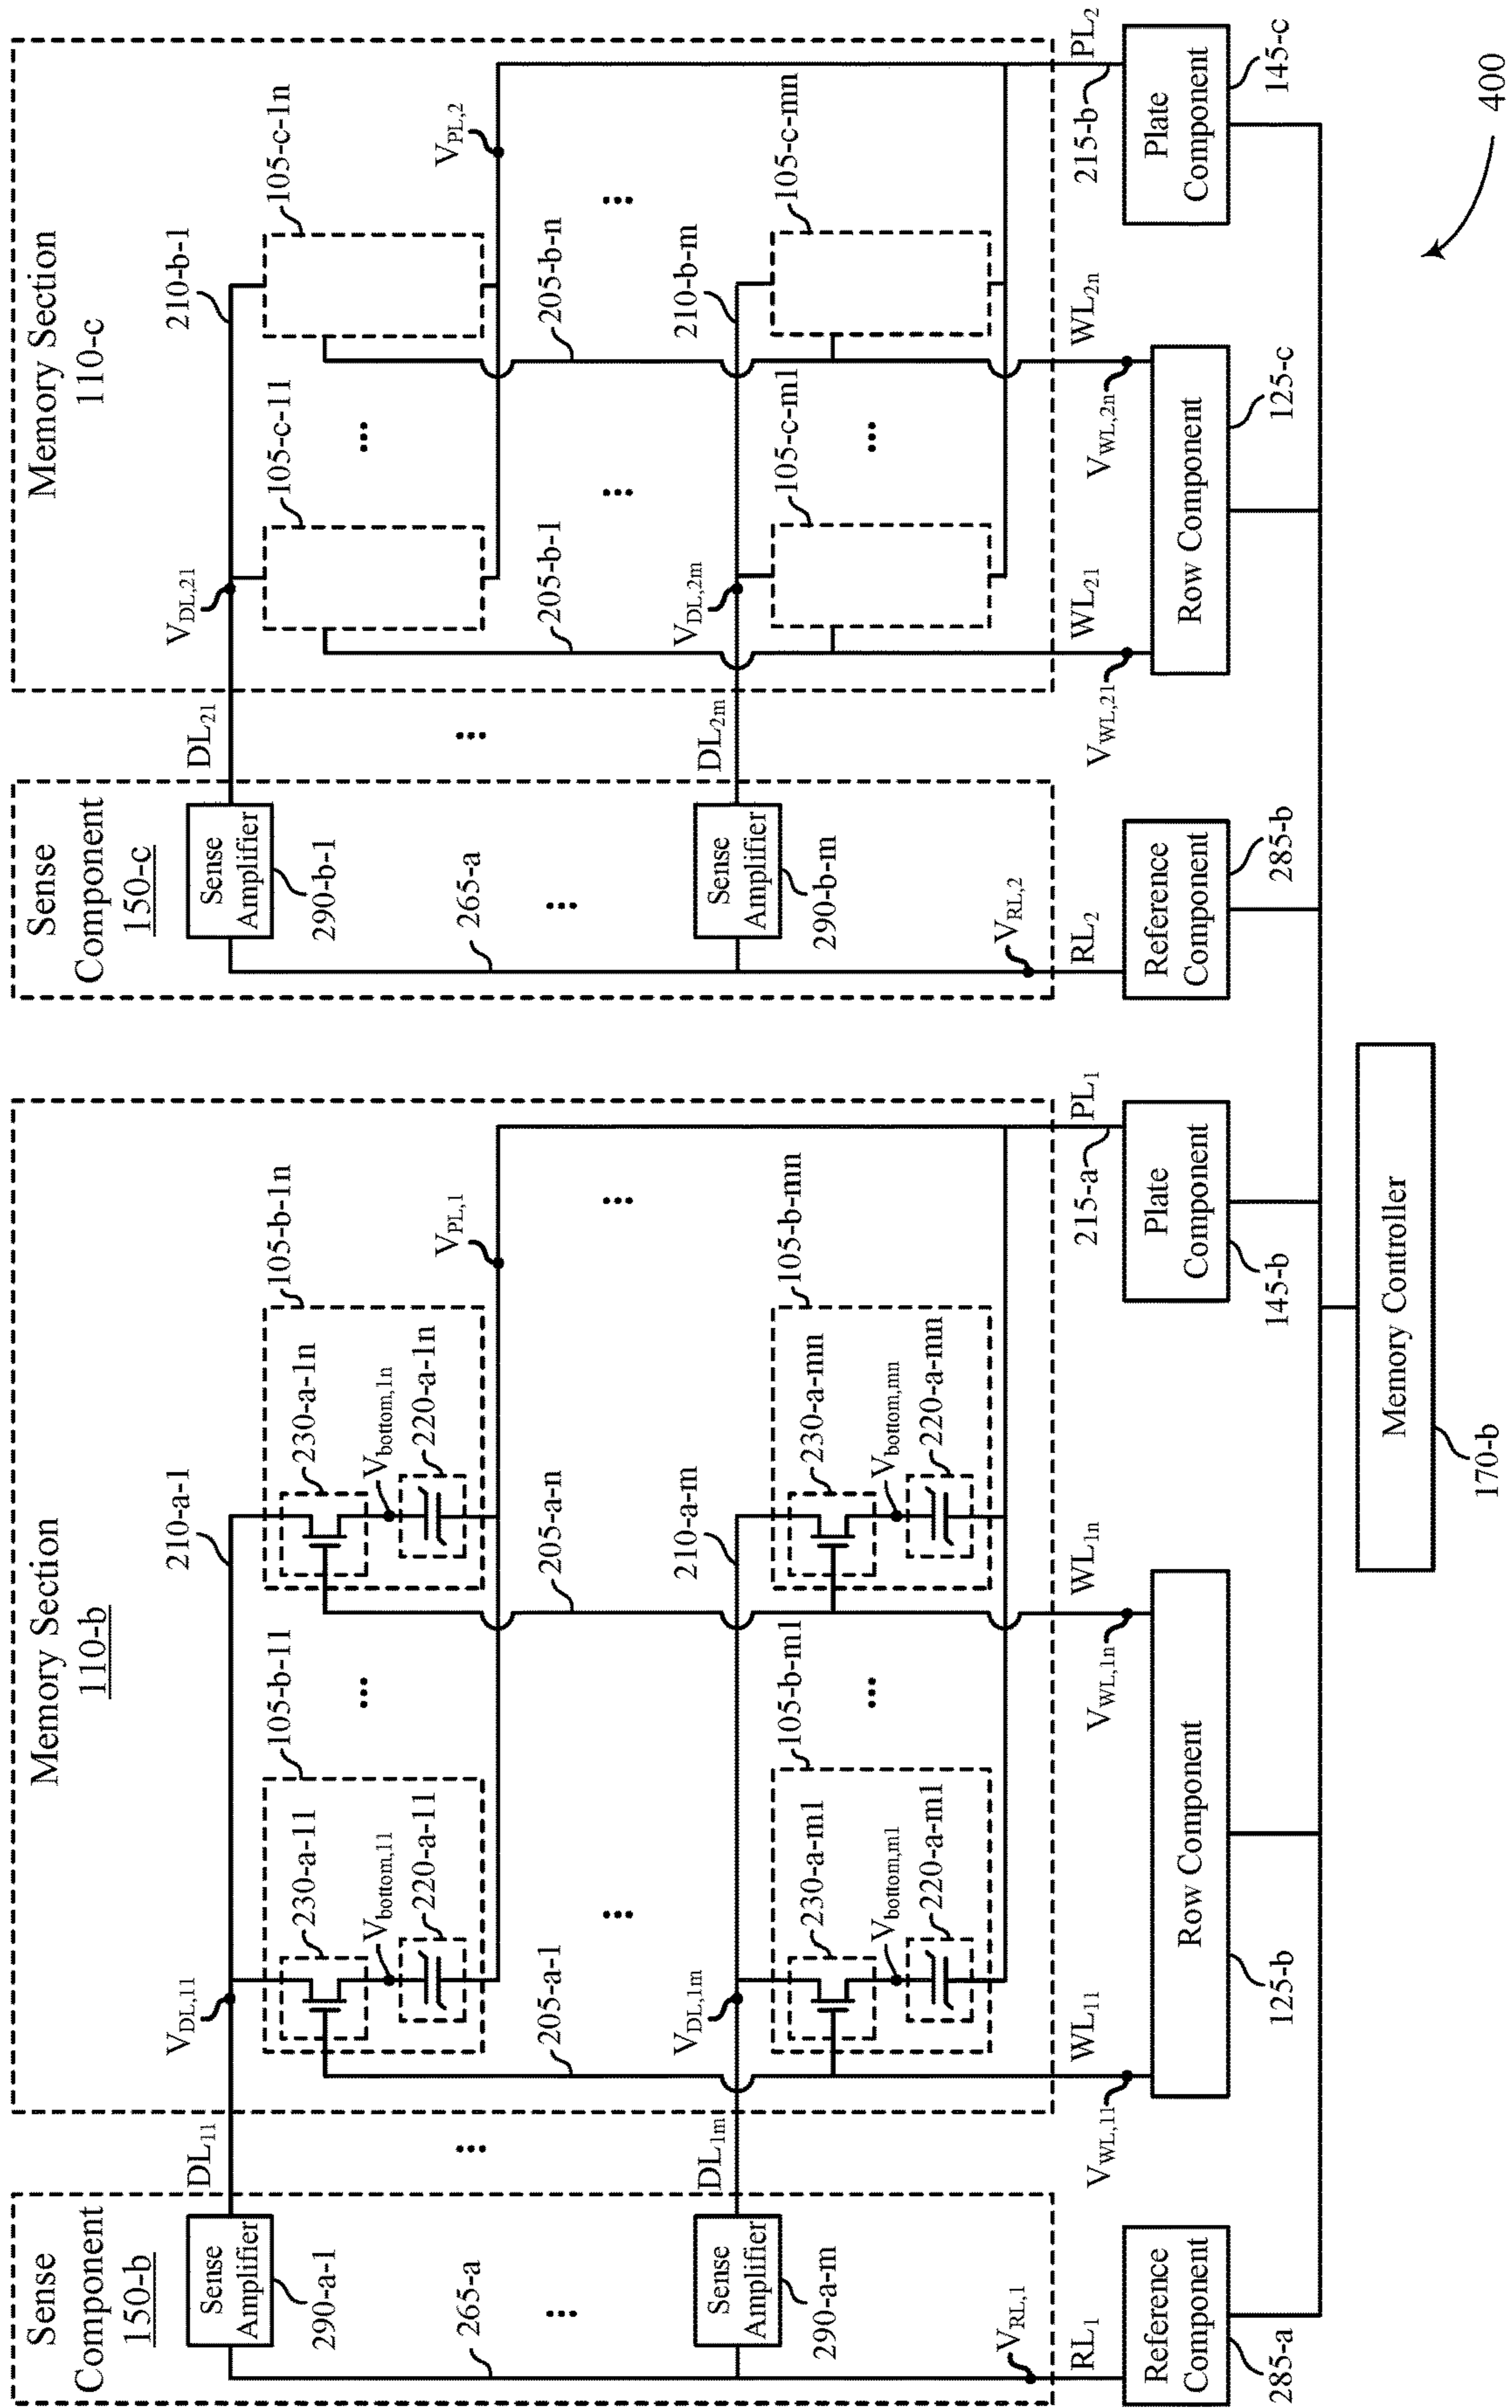 Sense
Component
150-b
Sense
Amplifier
290-a-1
265-a
Sense
Amplifier
290-a-m
V_RL,1
RL_1
Reference
Component
285-a
DL_11
DL_1m
Memory Section
110-b
V_DL,11
210-a-1
105-b-11
230-a-11
V_bottom,11
220-a-11
105-b-1n
230-a-1n
V_bottom,1n
220-a-1n
V_PL,1
205-a-1
205-a-n
V_DL,1m
210-a-m
105-b-m1
230-a-m1
V_bottom,m1
220-a-m1
105-b-mn
230-a-mn
V_bottom,mn
220-a-mn
WL_11
V_WL,11
WL_1n
V_WL,1n
Row Component
125-b
215-a
PL_1
Plate
Component
145-b
Sense
Component
150-c
Sense
Amplifier
290-b-1
265-a
Sense
Amplifier
290-b-m
V_RL,2
RL_2
Reference
Component
285-b
DL_21
DL_2m
Memory Section
110-c
V_DL,21
210-b-1
105-c-11
105-c-1n
V_PL,2
205-b-1
205-b-n
V_DL,2m
210-b-m
105-c-m1
105-c-mn
WL_21
V_WL,21
WL_2n
V_WL,2n
Row Component
125-c
215-b
PL_2
Plate
Component
145-c
Memory Controller
170-b
400